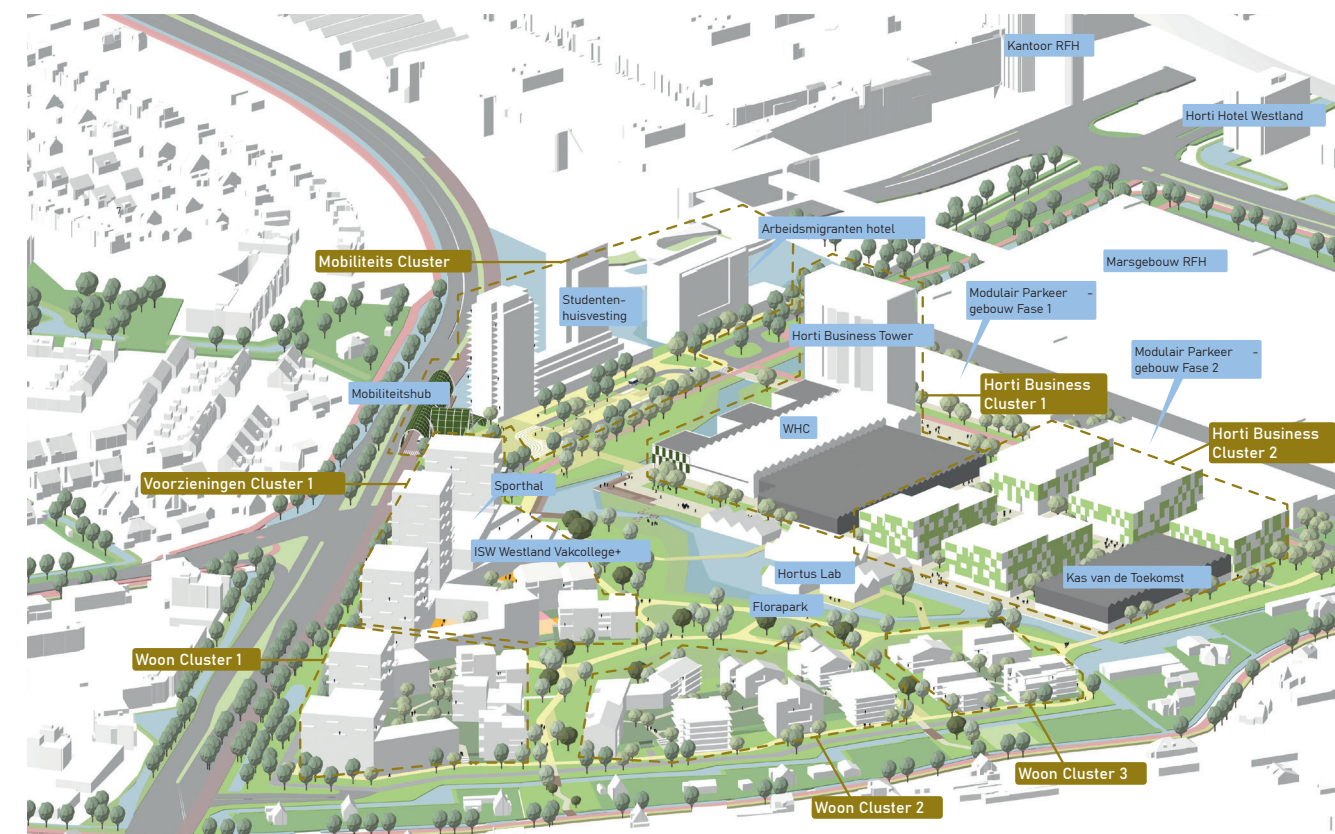 Kantoor RFH
Horti Hotel Westland
Arbeidsmigranten hotel
Mobiliteits Cluster
Marsgebouw RFH
Studenten-
huisvesting
Modulair Parkeer -
gebouw Fase 1
Horti Business Tower
Modulair Parkeer -
gebouw Fase 2
Mobiliteitshub
Horti Business
Cluster 1
WHC
Horti Business
Cluster 2
Voorzieningen Cluster 1
Sporthal
ISW Westland Vakcollege+
Hortus Lab
Kas van de Toekomst
Florapark
Woon Cluster 1
Woon Cluster 3
Woon Cluster 2